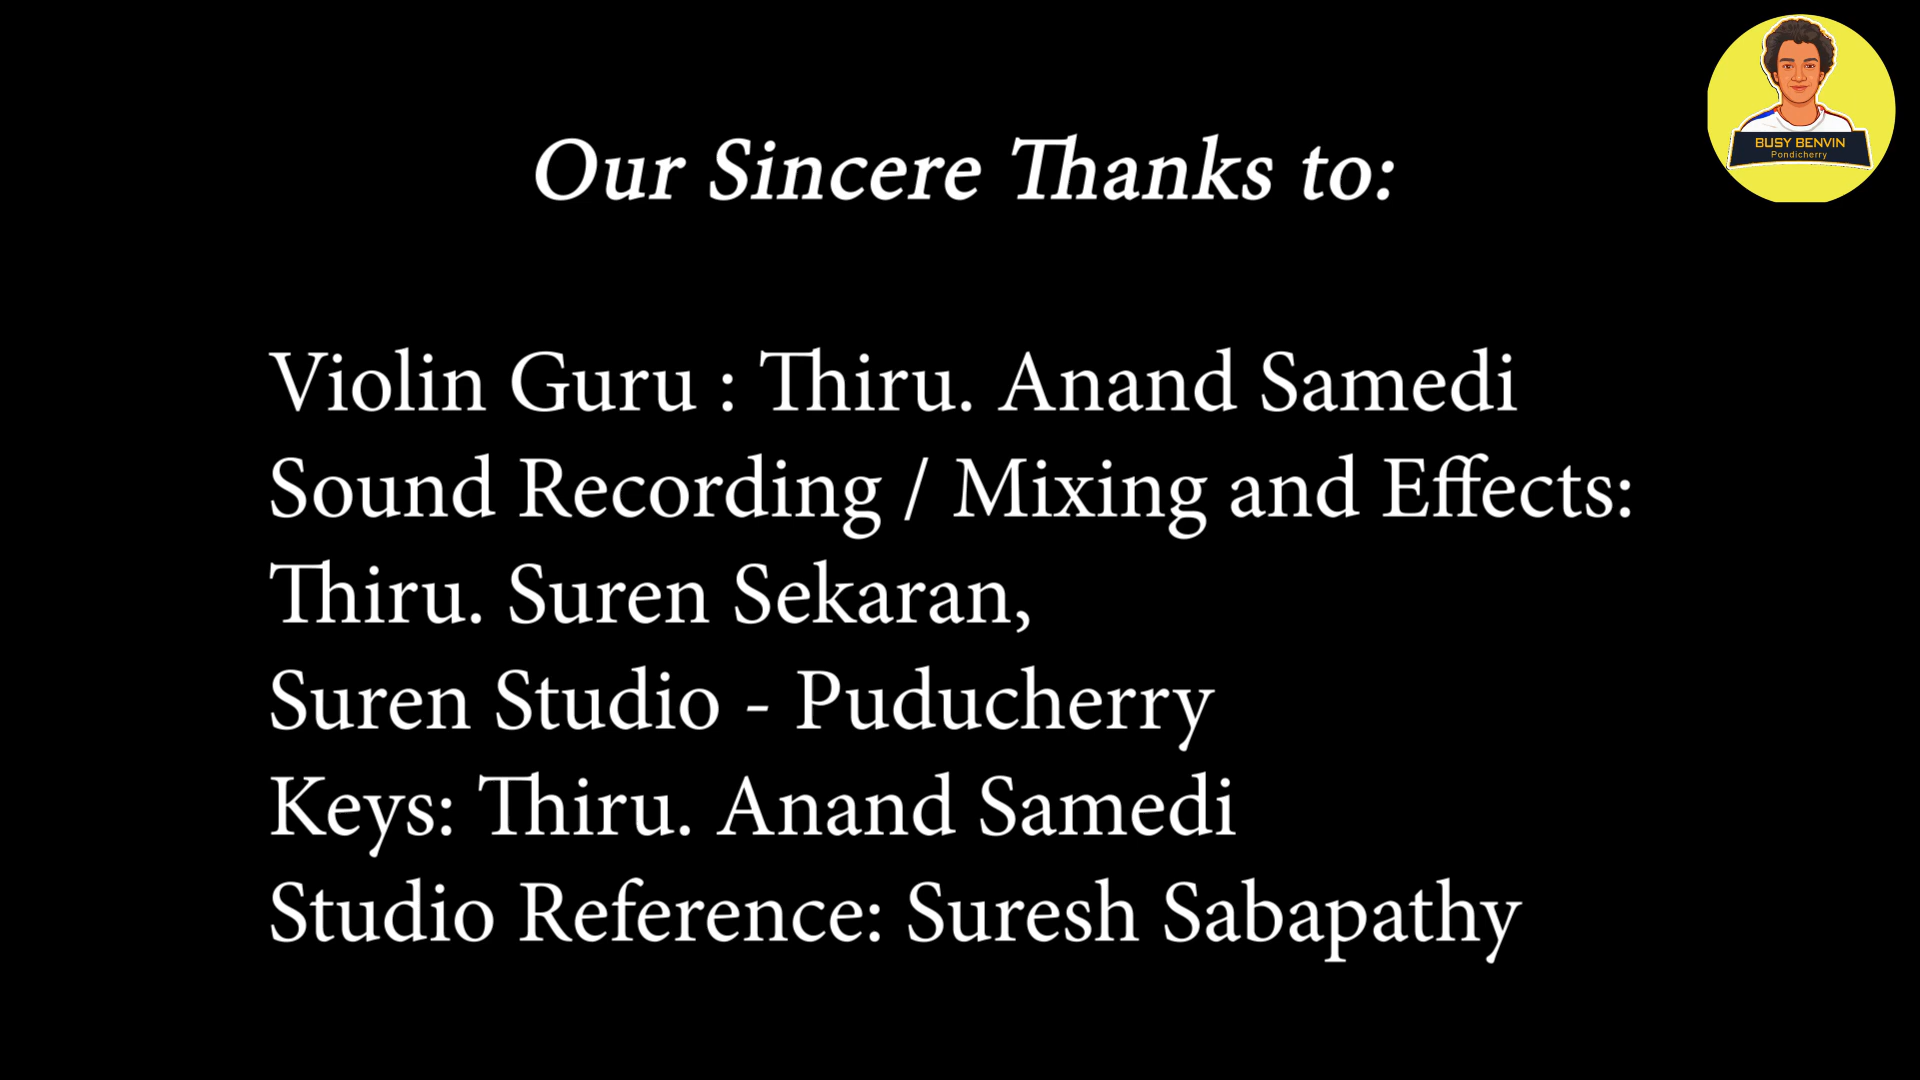 BUSY BENVIN
Pondicherry
Our Sincere Thanks to:
Violin Guru : Thiru. Anand Samedi
Sound Recording / Mixing and Effects:
Thiru. Suren Sekaran,
Suren Studio - Puducherry
Keys: Thiru. Anand Samedi
Studio Reference: Suresh Sabapathy